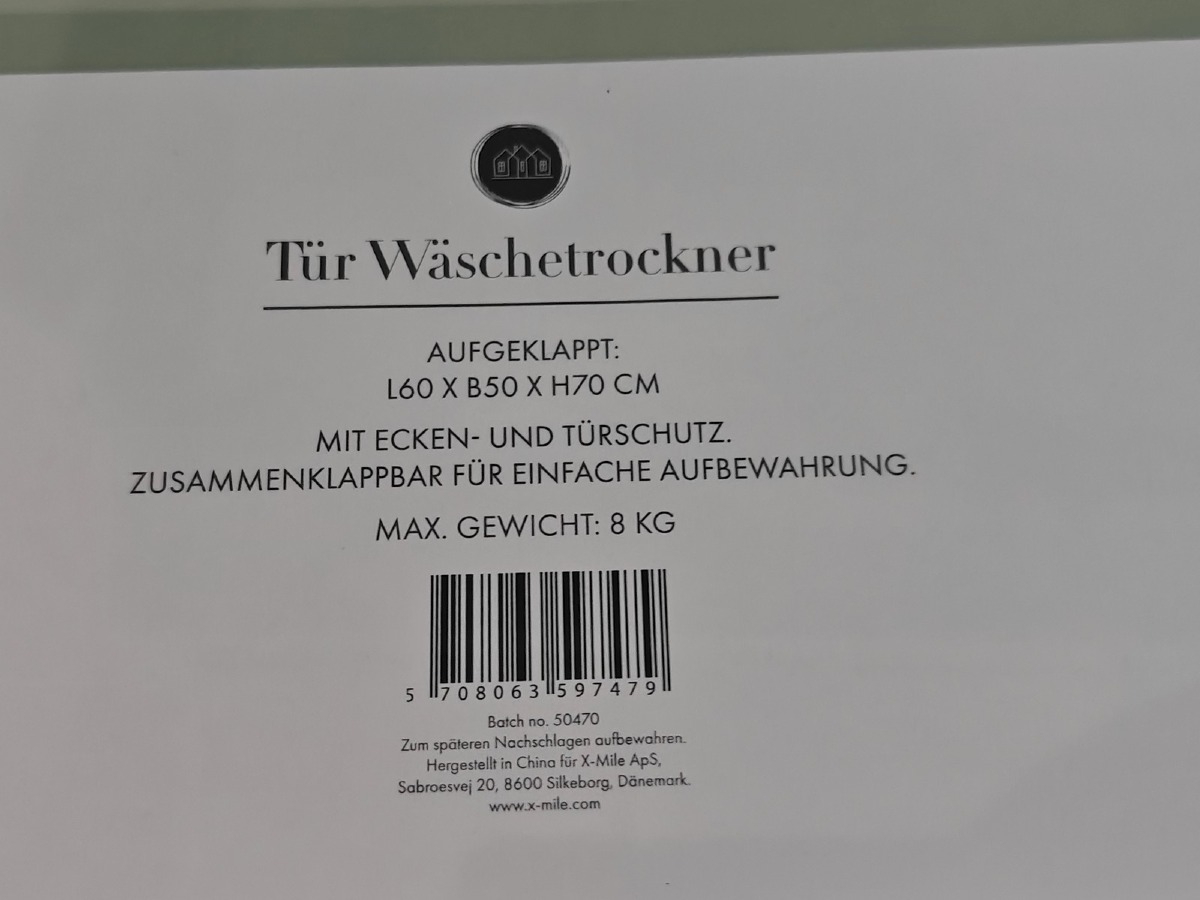 Tür Wäschetrockner
AUFGEKLAPPT:
L60 X B50 X H70 CM
MIT ECKEN- UND TÜRSCHUTZ.
ZUSAMMENKLAPPBAR FÜR EINFACHE AUFBEWAHRUNG.
MAX. GEWICHT: 8 KG
5 708063 597479
Batch no. 50470
Zum späteren Nachschlagen aufbewahren.
Hergestellt in China für X-Mile ApS,
Sabroesvej 20, 8600 Silkeborg, Dänemark.
www.x-mile.com